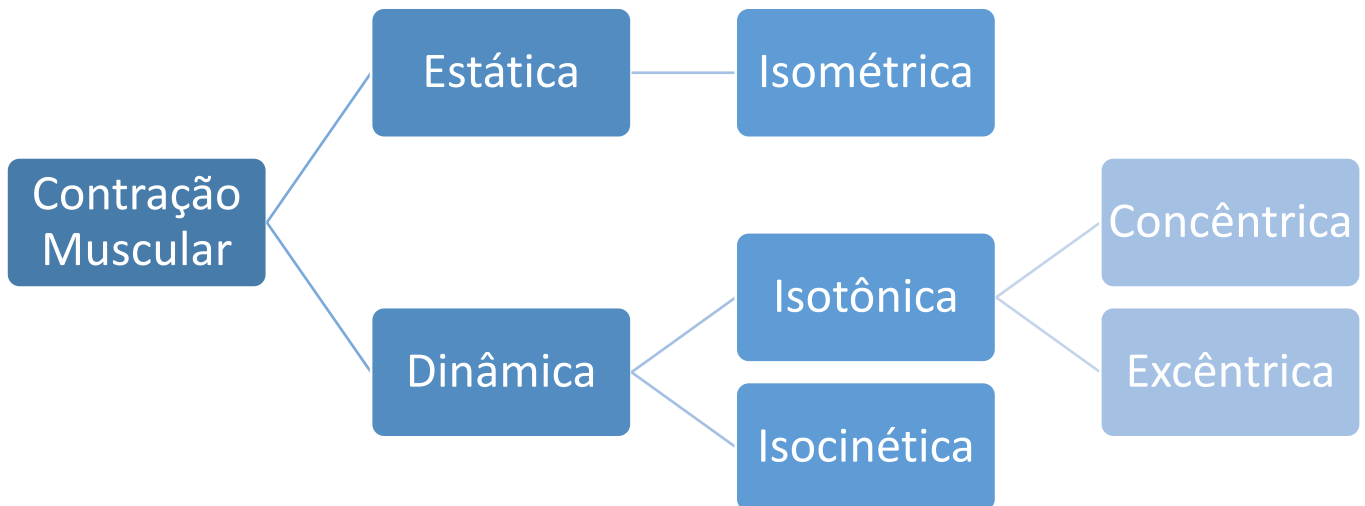 Contração
Muscular
Estática
Isométrica
Dinâmica
Isotônica
Isocinética
Concêntrica
Excêntrica